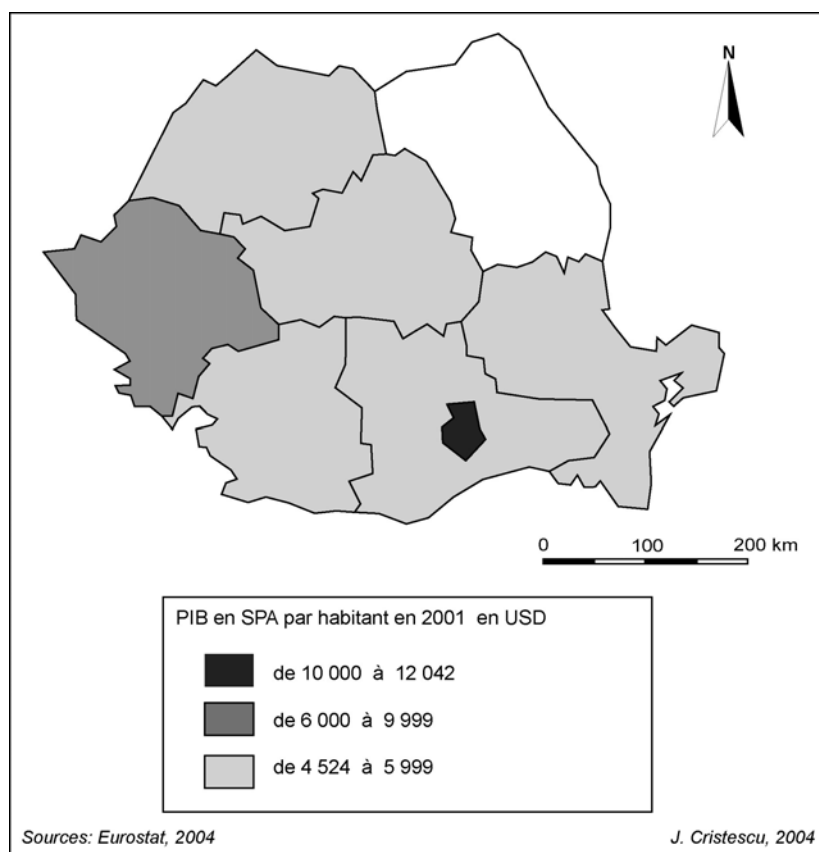 N
0 100 200 km
PIB en SPA par habitant en 2001 en USD
de 10 000 à 12 042
de 6 000 à 9 999
de 4 524 à 5 999
Sources: Eurostat, 2004
J. Cristescu, 2004